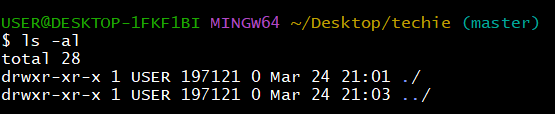 USER@DESKTOP-1FKF1BI MINGW64 ~/Desktop/techie (master)
$ ls -al
total 28
drwxr-xr-x 1 USER 197121 0 Mar 24 21:01 ./
drwxr-xr-x 1 USER 197121 0 Mar 24 21:03 ../